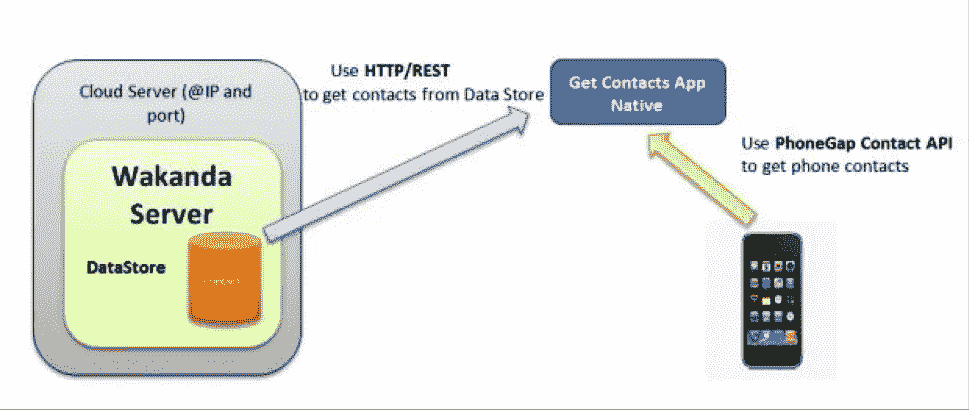 Cloud Server (@IP and
port)
Wakanda
Server
DataStore
Use HTTP/REST
to get contacts from Data Store
Get Contacts App
Native
Use PhoneGap Contact API
to get phone contacts